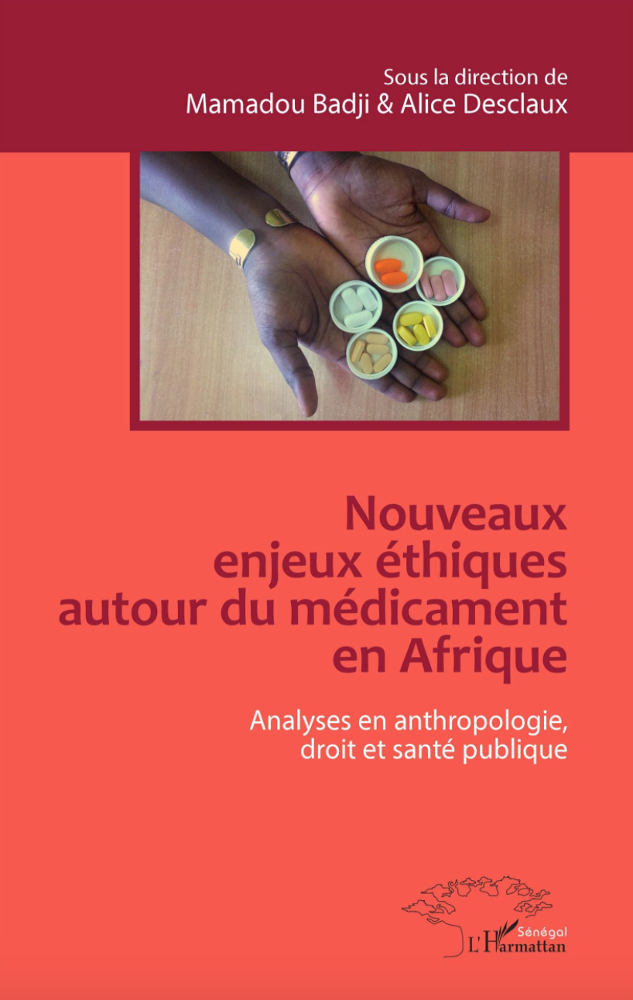 Sous la direction de
Mamadou Badji & Alice Desclaux
Nouveaux
enjeux éthiques
autour du médicament
en Afrique
Analyses en anthropologie,
droit et santé publique
Sénégal
L'Harmattan